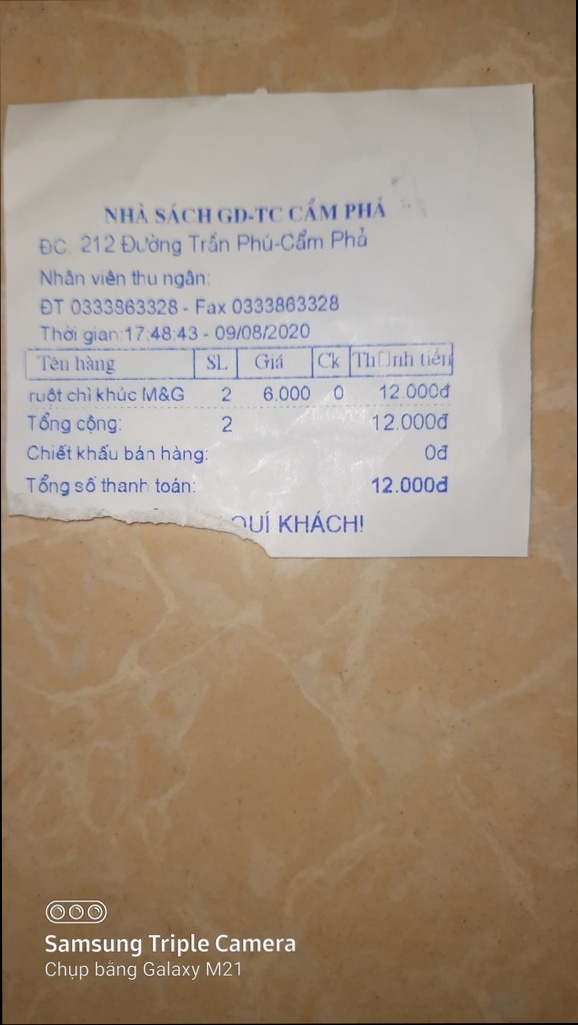 NHÀ SÁCH GD-TC CẨM PHẢ
ĐC. 212 Đường Trần Phú-Cẩm Phả
Nhân viên thu ngân:
ĐT 0333863328 - Fax 0333863328
Thời gian:17:48:43 - 09/08/2020
Tên hàng SL Giá Ck Th□nh tiền
ruột chì khúc M&G 2 6.000 0 12.000đ
Tổng cộng: 2 12.000đ
Chiết khấu bán hàng: 0đ
Tổng số thanh toán: 12.000đ
QUÍ KHÁCH!
Samsung Triple Camera
Chụp bằng Galaxy M21